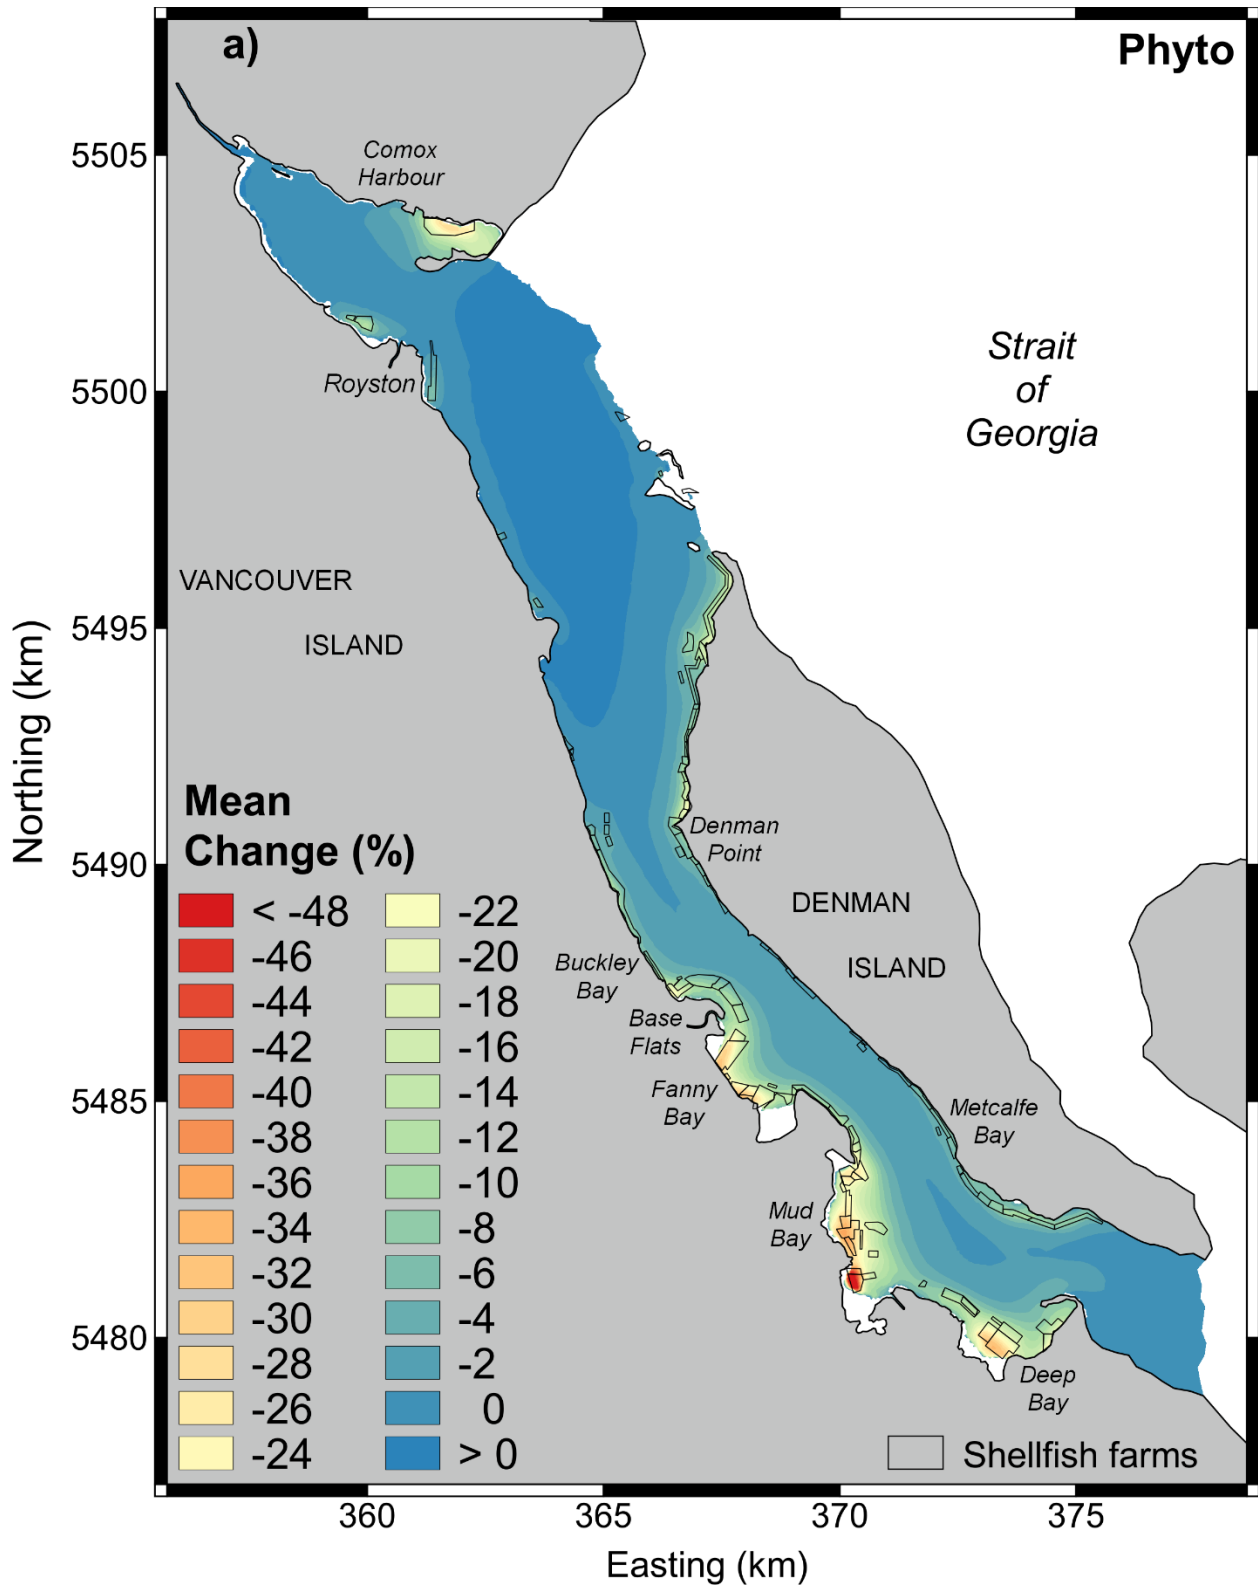 a)
Phyto
Comox
Harbour
Strait
of
Georgia
Royston
VANCOUVER
ISLAND
Denman
Point
DENMAN
ISLAND
Buckley
Bay
Base
Flats
Fanny
Bay
Metcalfe
Bay
Mud
Bay
Deep
Bay
Mean
Change (%)
< -48
-46
-44
-42
-40
-38
-36
-34
-32
-30
-28
-26
-24
-22
-20
-18
-16
-14
-12
-10
-8
-6
-4
-2
0
> 0
Shellfish farms
Northing (km)
5505
5500
5495
5490
5485
5480
360
365
370
375
Easting (km)